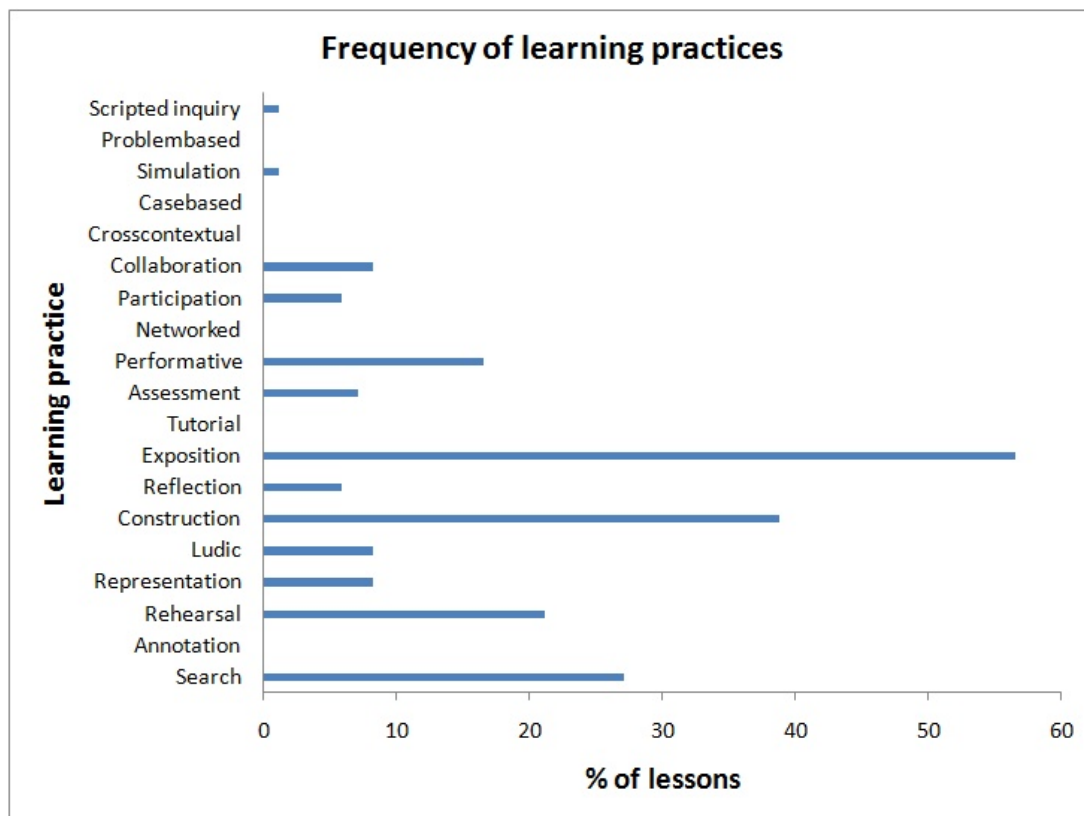 Frequency of learning practices
Learning practice
Scripted inquiry
Problembased
Simulation
Casebased
Crosscontextual
Collaboration
Participation
Networked
Performative
Assessment
Tutorial
Exposition
Reflection
Construction
Ludic
Representation
Rehearsal
Annotation
Search
0 10 20 30 40 50 60
% of lessons